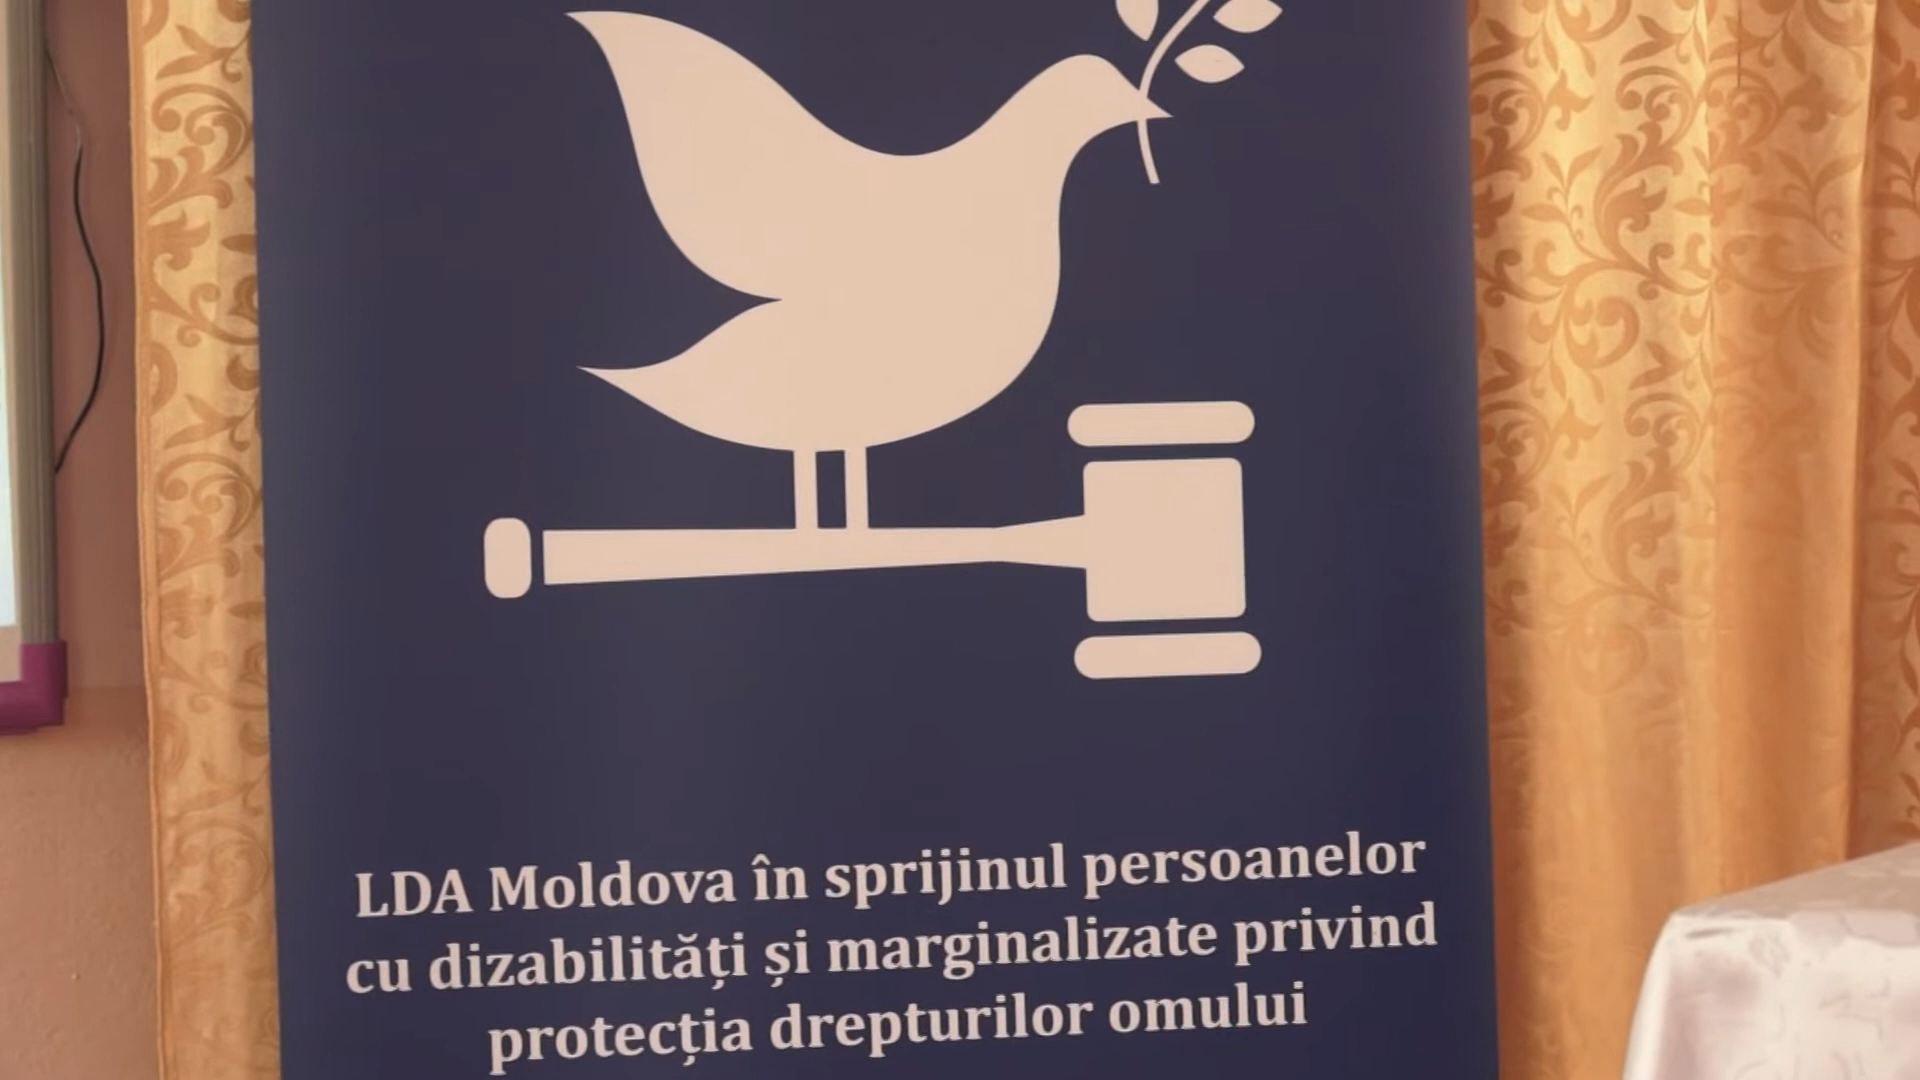 LDA Moldova în sprijinul persoanelor
cu dizabilități și marginalizate privind
protecția drepturilor omului